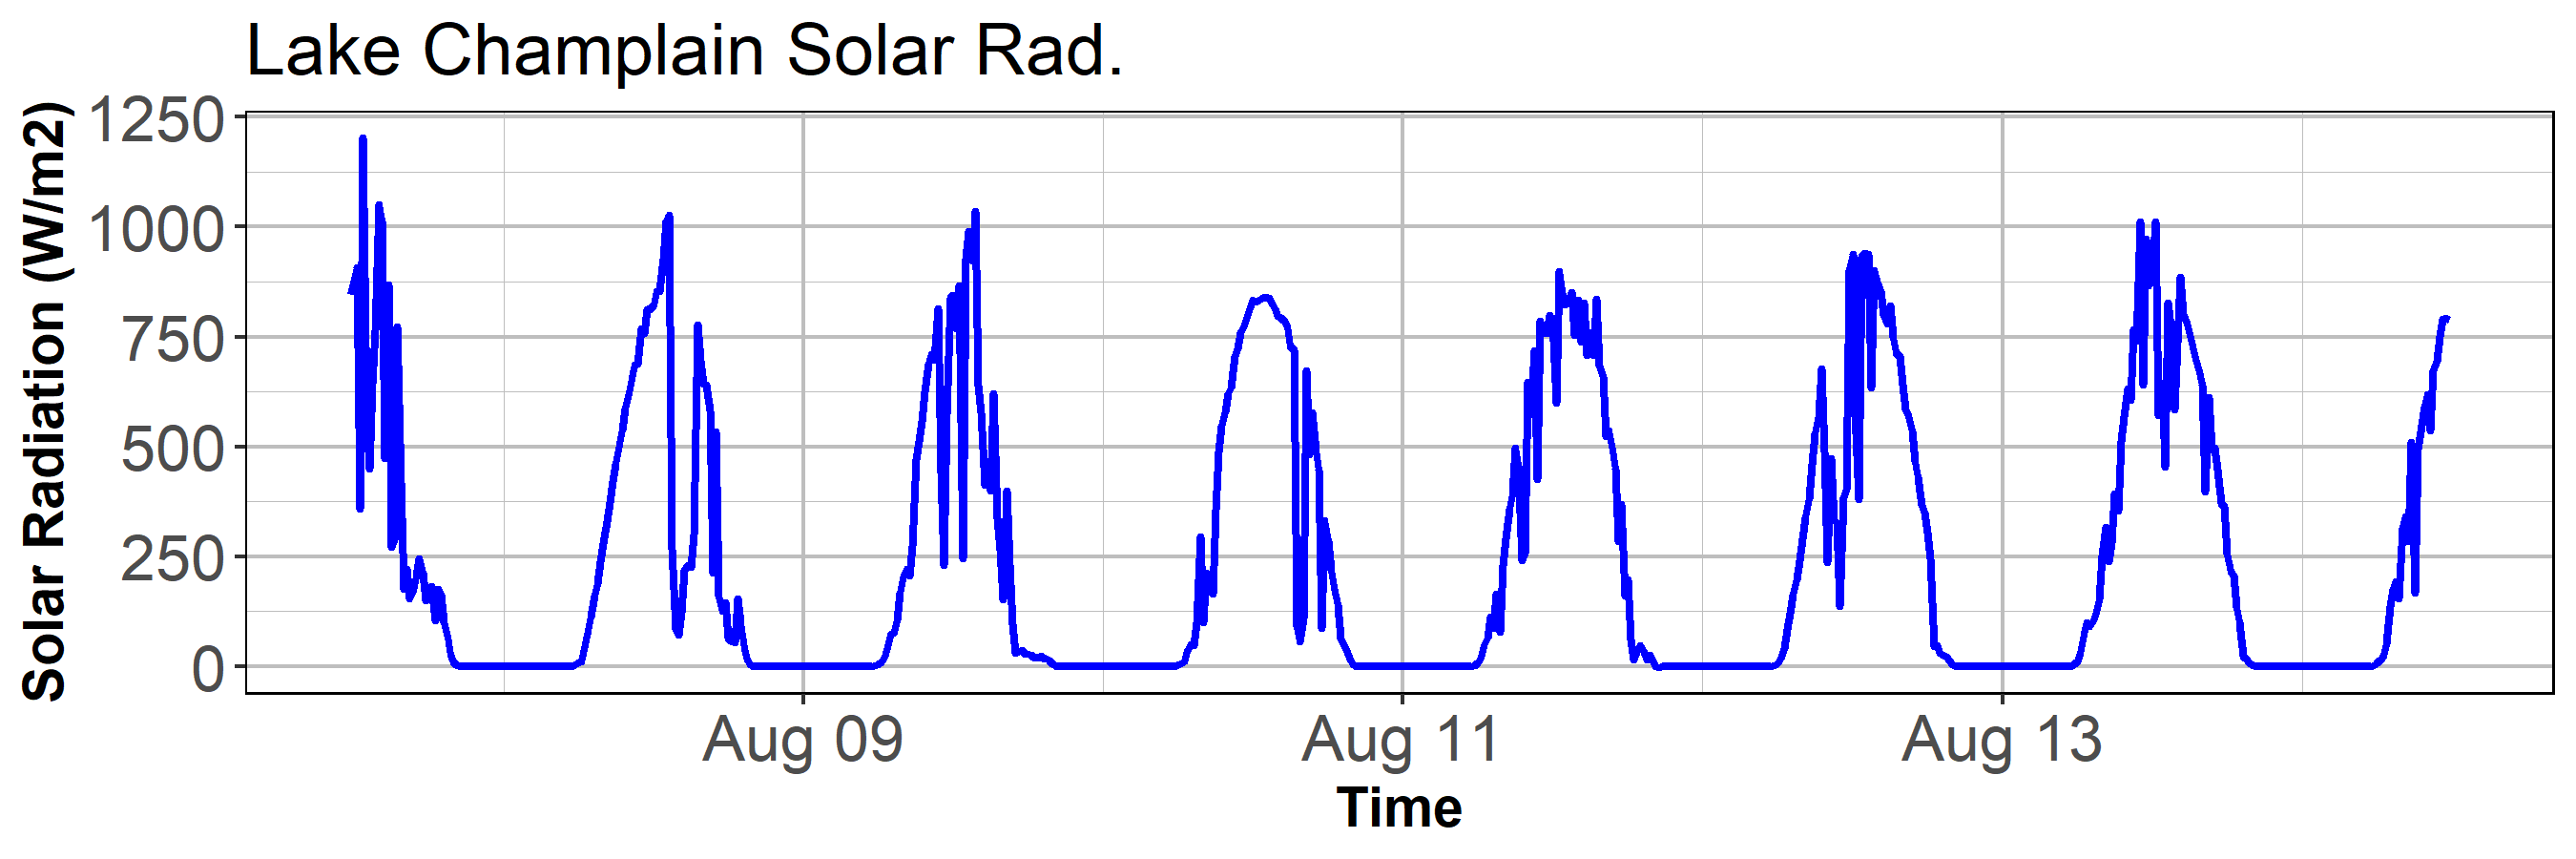 Lake Champlain Solar Rad.
Solar Radiation (W/m2)
1250
1000
750
500
250
0
Aug 09
Aug 11
Aug 13
Time